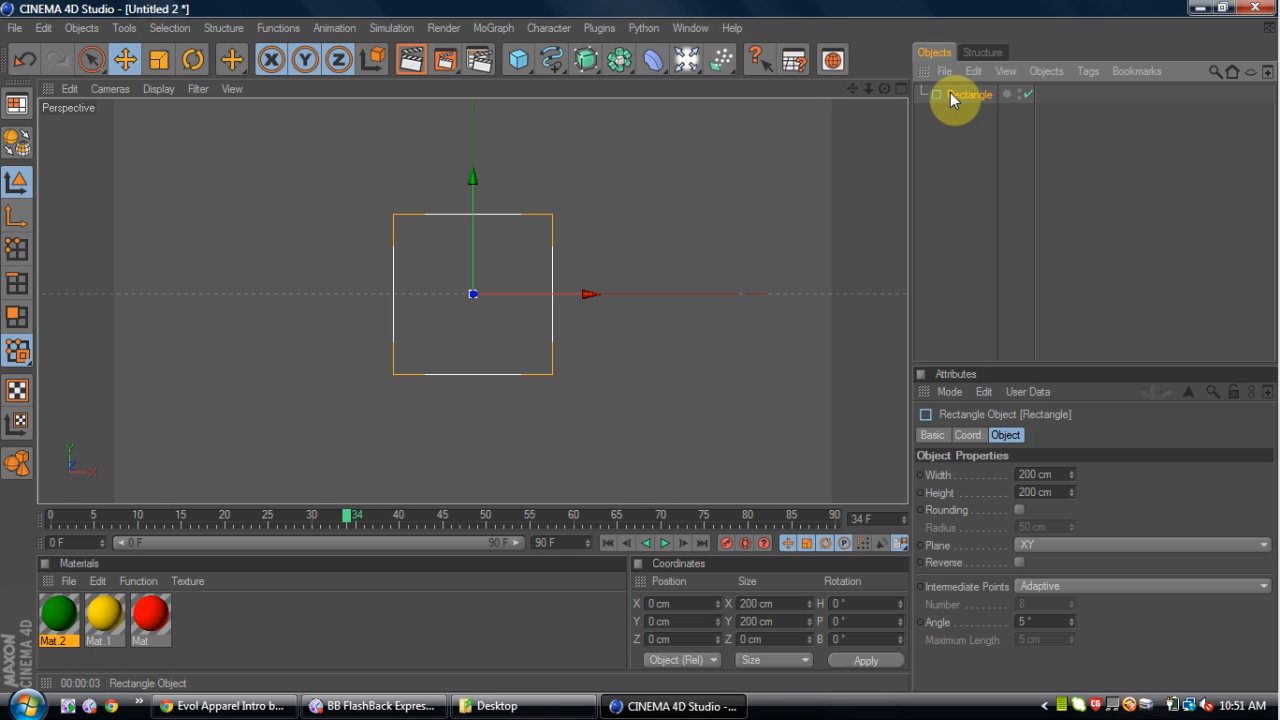 CINEMA 4D Studio - [Untitled 2 *]
File Edit Objects Tools Selection Structure Functions Animation Simulation Render MoGraph Character Plugins Python Window Help
X Y Z
Objects Structure
File Edit View Objects Tags Bookmarks
Rectangle
Edit Cameras Display Filter View
Perspective
Y
Z X
Attributes
Mode Edit User Data
Rectangle Object [Rectangle]
Basic Coord. Object
Object Properties
Width 200 cm
Height 200 cm
Rounding
Radius 50 cm
Plane XY
Reverse
Intermediate Points Adaptive
Number 8
Angle 5 °
Maximum Length 5 cm
0 5 10 15 20 25 30 34 40 45 50 55 60 65 70 75 80 85 90 34 F
0 F 0 F 90 F 90 F P
Materials
File Edit Function Texture
Mat.2 Mat.1 Mat
Coordinates
Position Size Rotation
X 0 cm X 200 cm H 0 °
Y 0 cm Y 200 cm P 0 °
Z 0 cm Z 0 cm B 0 °
Object (Rel) Size Apply
MAXON
CINEMA 4D
00:00:03 Rectangle Object
Evol Apparel Intro b... BB FlashBack Expres... Desktop CINEMA 4D Studio -... 10:51 AM